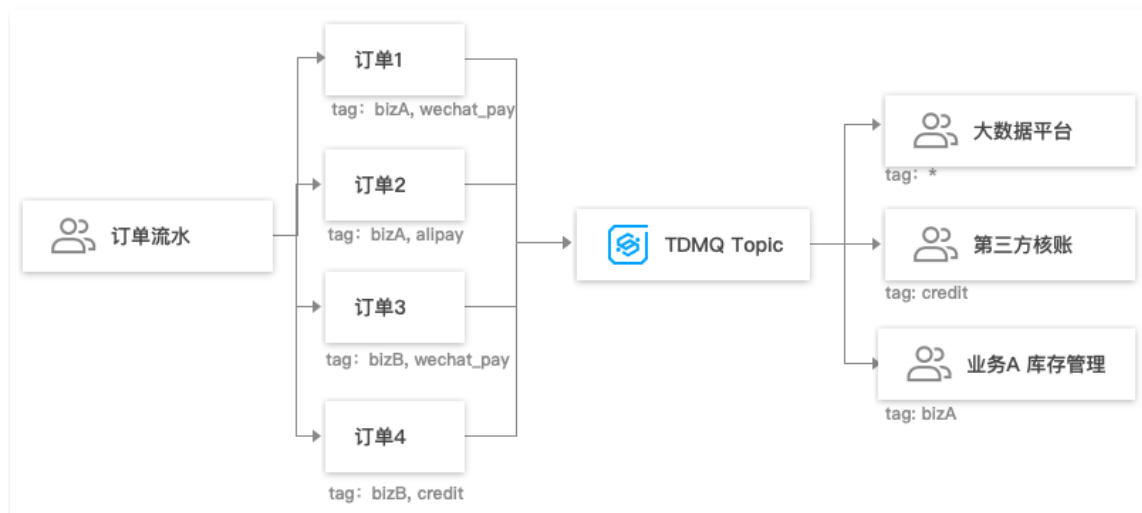 订单1
tag：bizA, wechat_pay
订单2
tag：bizA, alipay
订单流水
订单3
tag：bizB, wechat_pay
订单4
tag：bizB, credit
TDMQ Topic
大数据平台
tag：*
第三方核账
tag: credit
业务A 库存管理
tag: bizA